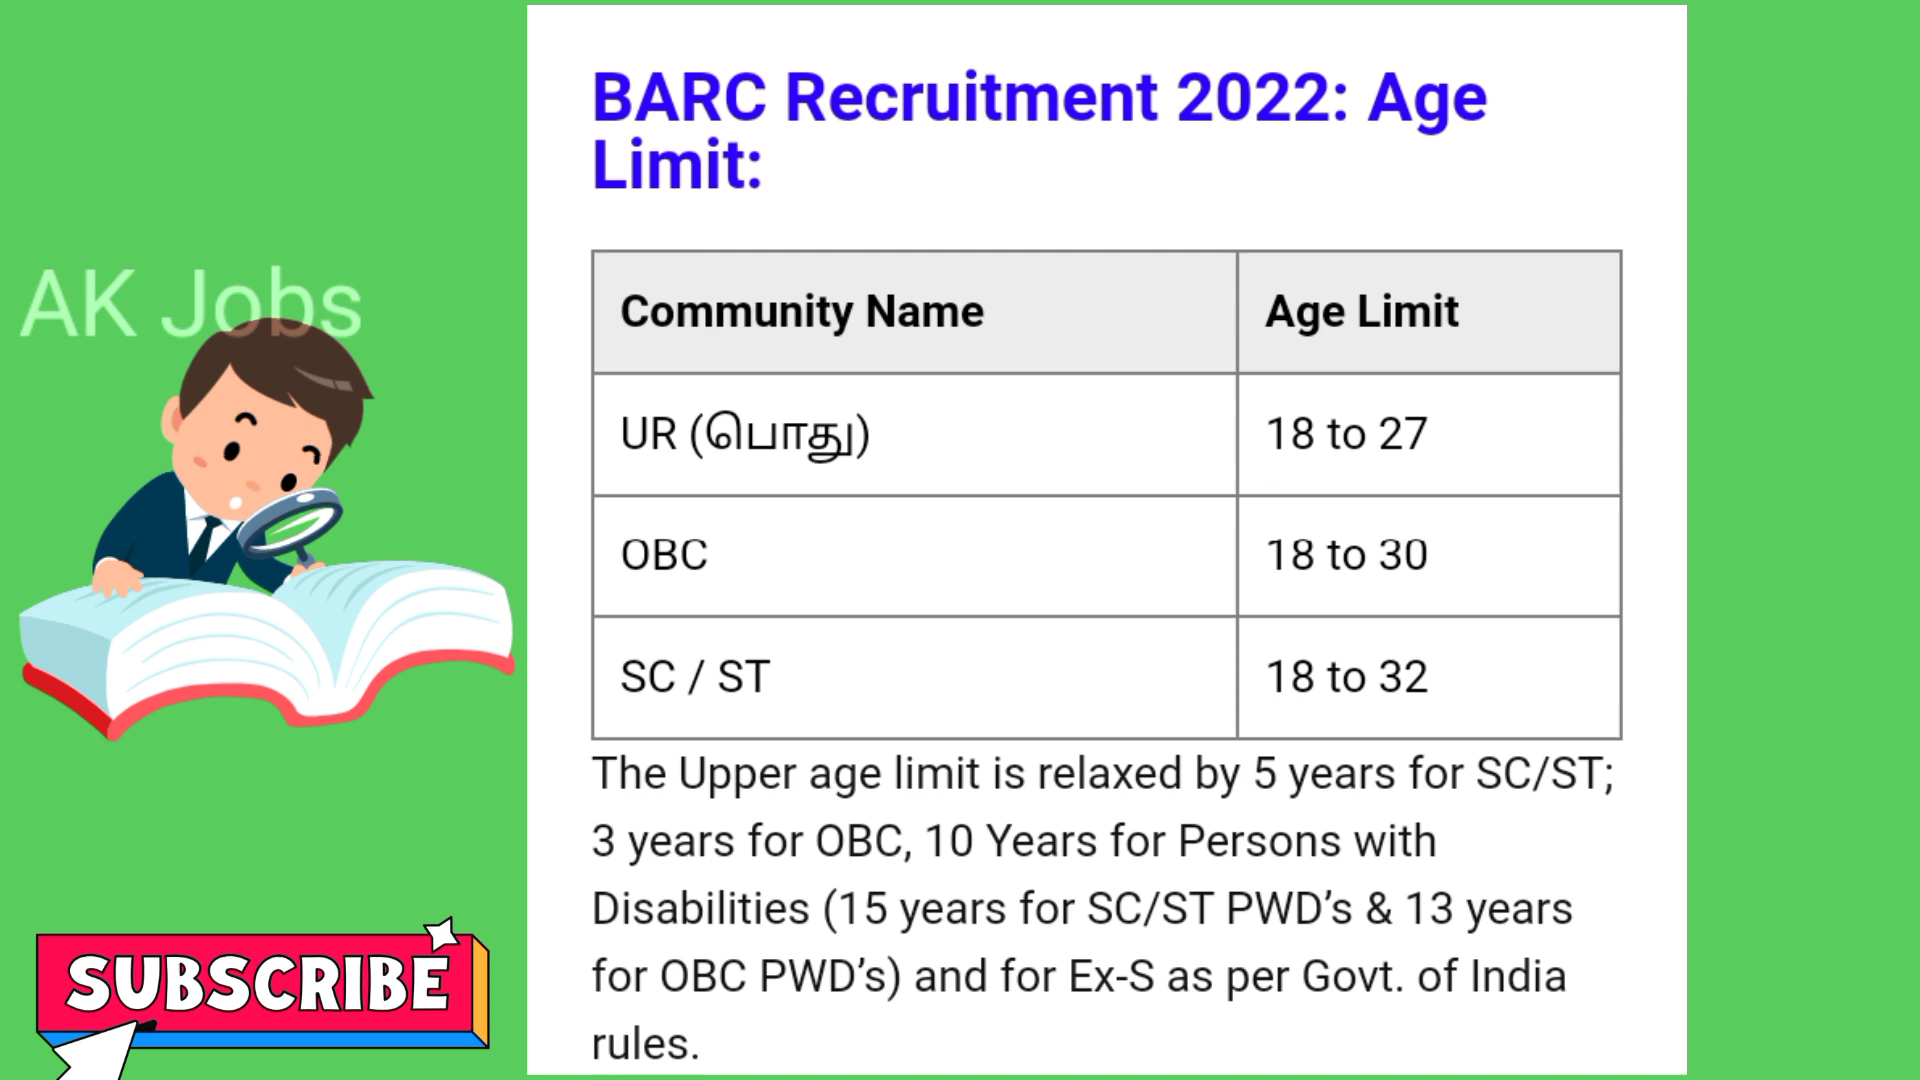 AK Jobs
BARC Recruitment 2022: Age
Limit:
Community Name Age Limit
UR (பொது) 18 to 27
OBC 18 to 30
SC / ST 18 to 32
The Upper age limit is relaxed by 5 years for SC/ST;
3 years for OBC, 10 Years for Persons with
Disabilities (15 years for SC/ST PWD’s & 13 years
for OBC PWD’s) and for Ex-S as per Govt. of India
rules.
SUBSCRIBE